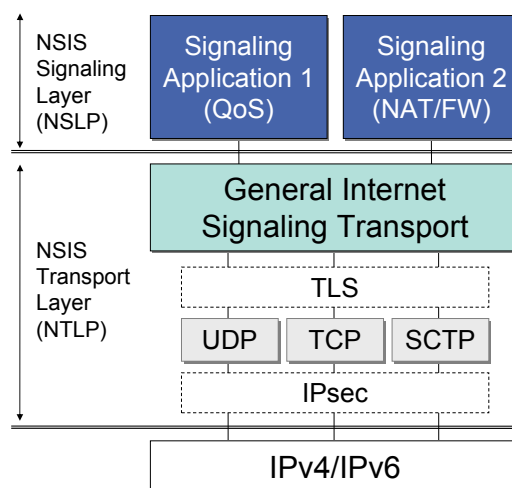 NSIS
Signaling
Layer
(NSLP)
Signaling
Application 1
(QoS)
Signaling
Application 2
(NAT/FW)
NSIS
Transport
Layer
(NTLP)
General Internet
Signaling Transport
TLS
UDP
TCP
SCTP
IPsec
IPv4/IPv6